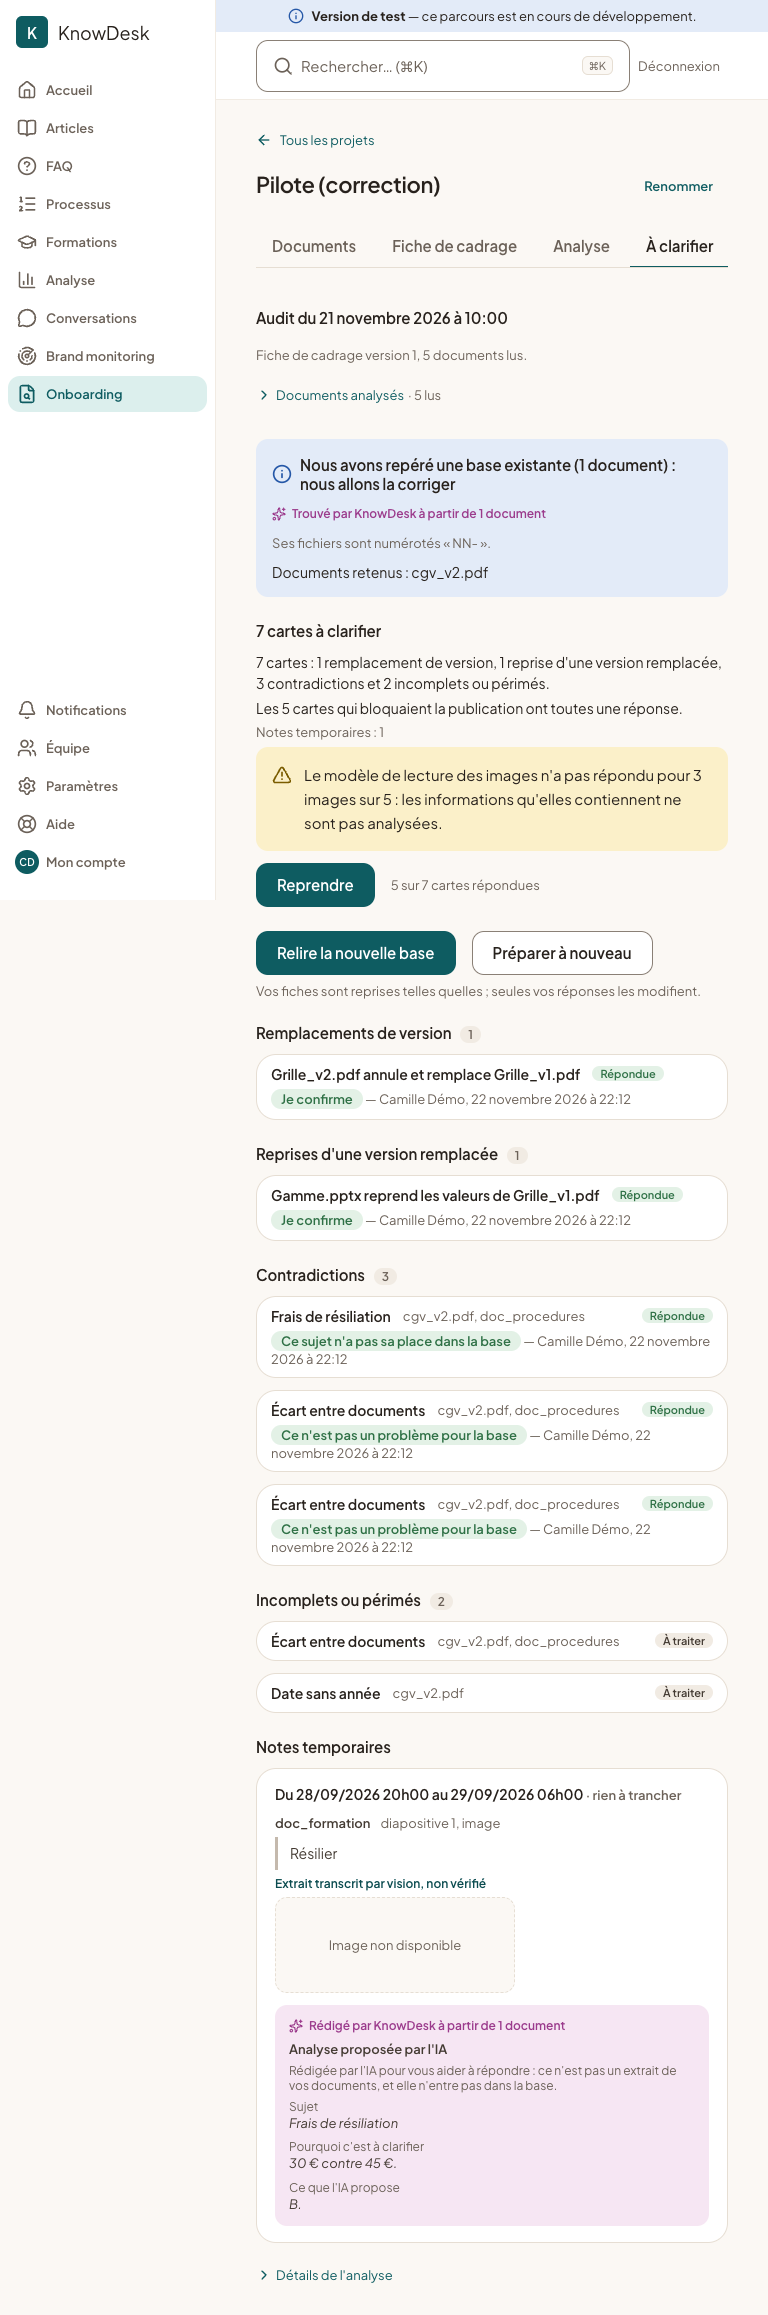 K KnowDesk
Accueil
Articles
FAQ
Processus
Formations
Analyse
Conversations
Brand monitoring
Onboarding
Notifications
Équipe
Paramètres
Aide
CD Mon compte
Version de test — ce parcours est en cours de développement.
Rechercher… (⌘K) ⌘K Déconnexion
Tous les projets
Pilote (correction) Renommer
Documents Fiche de cadrage Analyse À clarifier
Audit du 21 novembre 2026 à 10:00
Fiche de cadrage version 1, 5 documents lus.
Documents analysés · 5 lus
Nous avons repéré une base existante (1 document) :
nous allons la corriger
Trouvé par KnowDesk à partir de 1 document
Ses fichiers sont numérotés « NN- ».
Documents retenus : cgv_v2.pdf
7 cartes à clarifier
7 cartes : 1 remplacement de version, 1 reprise d'une version remplacée,
3 contradictions et 2 incomplets ou périmés.
Les 5 cartes qui bloquaient la publication ont toutes une réponse.
Notes temporaires : 1
Le modèle de lecture des images n'a pas répondu pour 3
images sur 5 : les informations qu'elles contiennent ne
sont pas analysées.
Reprendre 5 sur 7 cartes répondues
Relire la nouvelle base Préparer à nouveau
Vos fiches sont reprises telles quelles ; seules vos réponses les modifient.
Remplacements de version 1
Grille_v2.pdf annule et remplace Grille_v1.pdf Répondue
Je confirme — Camille Démo, 22 novembre 2026 à 22:12
Reprises d'une version remplacée 1
Gamme.pptx reprend les valeurs de Grille_v1.pdf Répondue
Je confirme — Camille Démo, 22 novembre 2026 à 22:12
Contradictions 3
Frais de résiliation cgv_v2.pdf, doc_procedures Répondue
Ce sujet n'a pas sa place dans la base — Camille Démo, 22 novembre
2026 à 22:12
Écart entre documents cgv_v2.pdf, doc_procedures Répondue
Ce n'est pas un problème pour la base — Camille Démo, 22
novembre 2026 à 22:12
Écart entre documents cgv_v2.pdf, doc_procedures Répondue
Ce n'est pas un problème pour la base — Camille Démo, 22
novembre 2026 à 22:12
Incomplets ou périmés 2
Écart entre documents cgv_v2.pdf, doc_procedures À traiter
Date sans année cgv_v2.pdf À traiter
Notes temporaires
Du 28/09/2026 20h00 au 29/09/2026 06h00 · rien à trancher
doc_formation diapositive 1, image
Résilier
Extrait transcrit par vision, non vérifié
Image non disponible
Rédigé par KnowDesk à partir de 1 document
Analyse proposée par l'IA
Rédigée par l'IA pour vous aider à répondre : ce n'est pas un extrait de
vos documents, et elle n'entre pas dans la base.
Sujet
Frais de résiliation
Pourquoi c'est à clarifier
30 € contre 45 €.
Ce que l'IA propose
B.
Détails de l'analyse